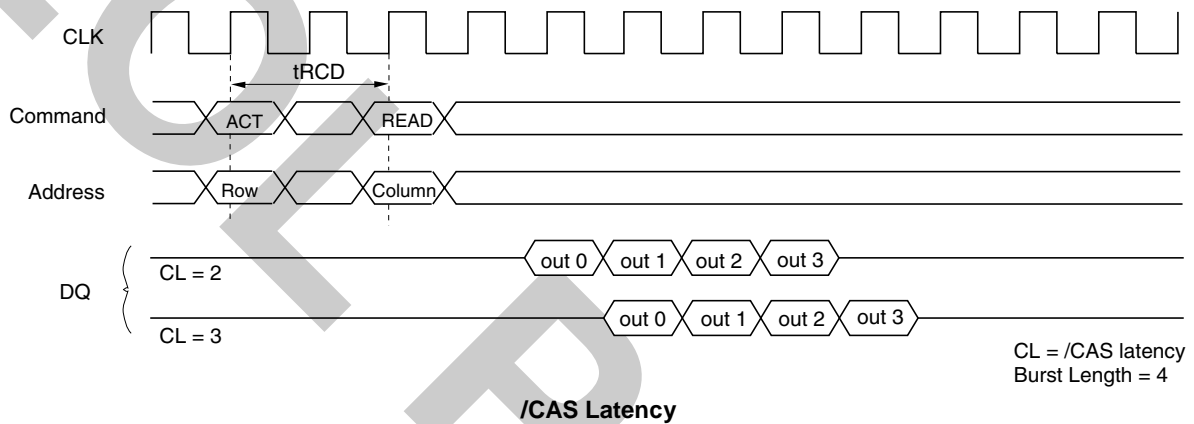 CLK
tRCD
Command
ACT
READ
Address
Row
Column
DQ
CL = 2
out 0
out 1
out 2
out 3
CL = 3
out 0
out 1
out 2
out 3
CL = /CAS latency
Burst Length = 4
/CAS Latency